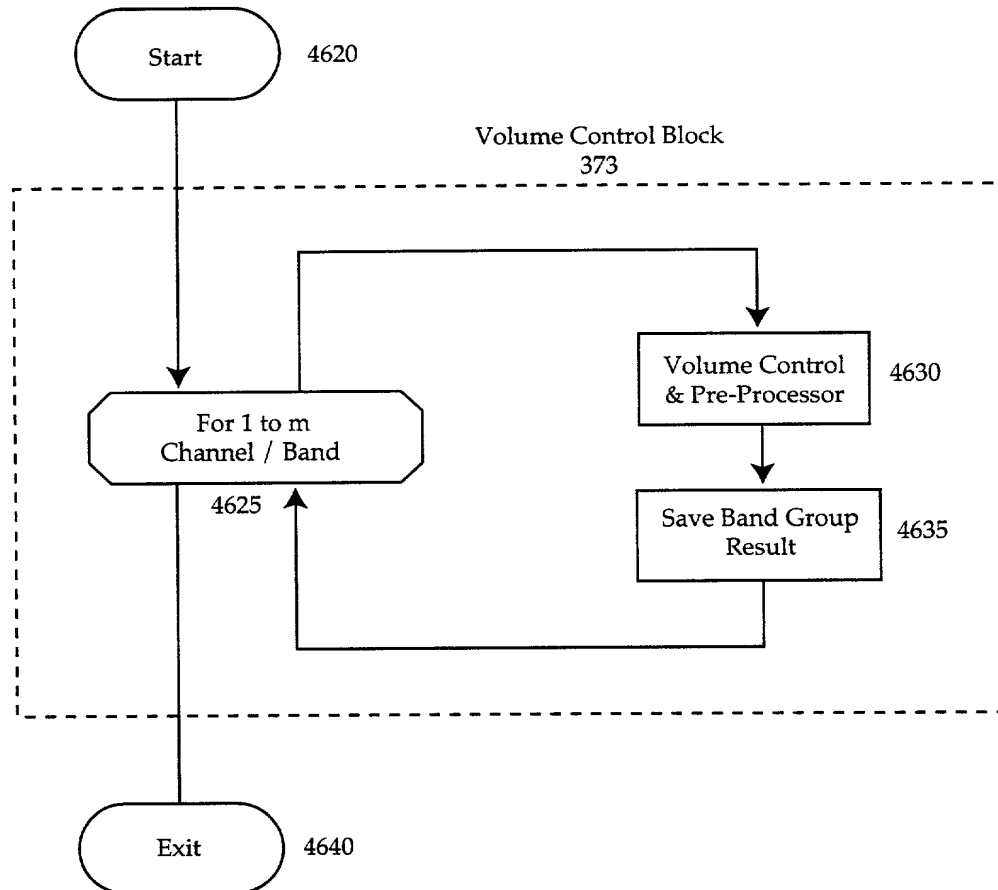 Start
4620
Volume Control Block
373
For 1 to m
Channel / Band
4625
Volume Control
& Pre-Processor
4630
Save Band Group
Result
4635
Exit
4640